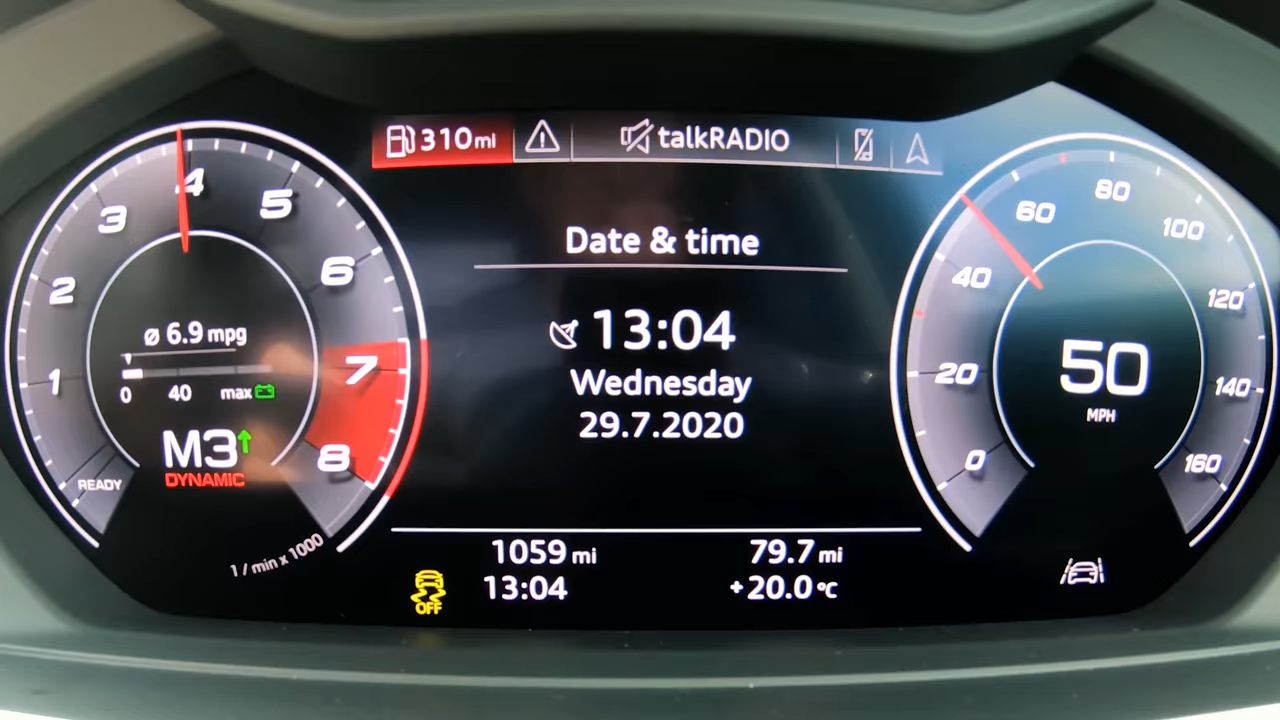 310 mi
talkRADIO
Date & time
13:04
Wednesday
29.7.2020
1
2
3
4
5
6
7
8
ø 6.9 mpg
0 40 max
M3
DYNAMIC
READY
1 / min x 1000
0
20
40
60
80
100
120
140
160
50
MPH
1059 mi
79.7 mi
OFF
13:04
+20.0 °C